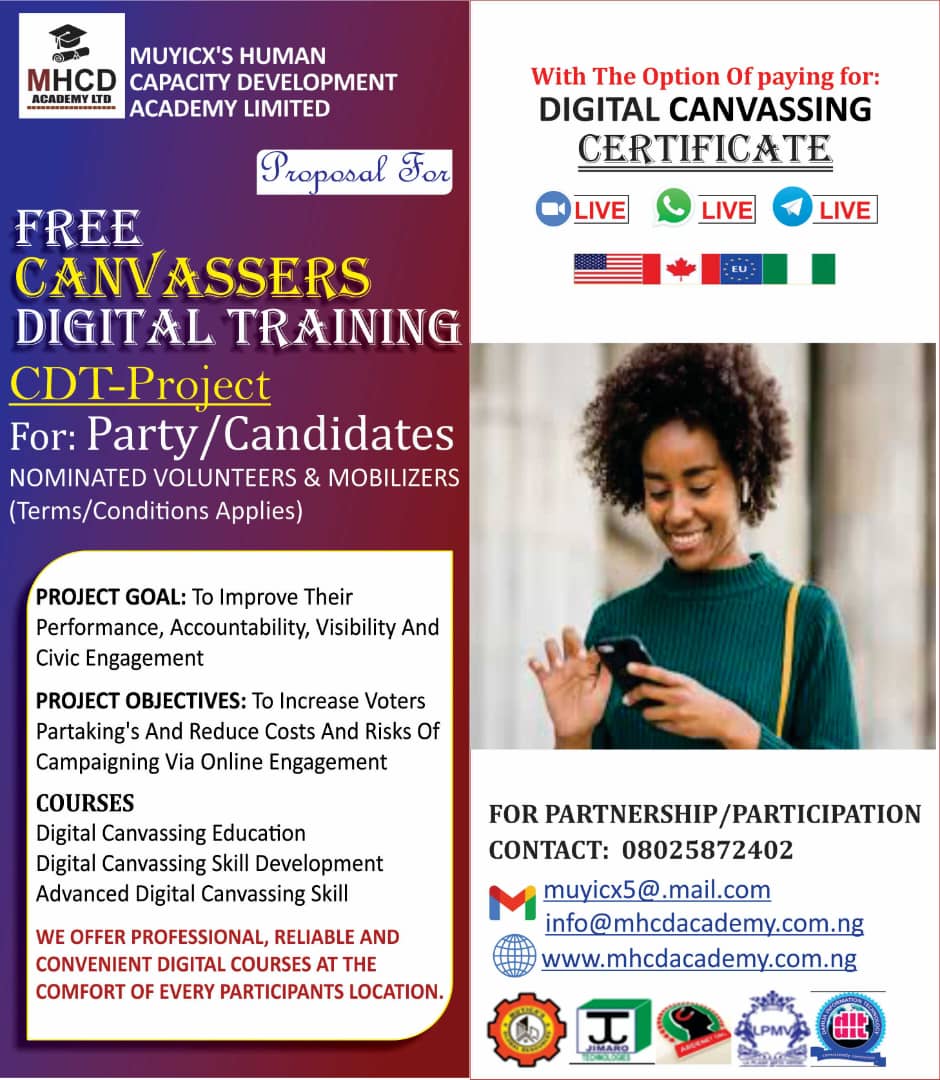 MHCD
ACADEMY LTD
MUYICX'S HUMAN
CAPACITY DEVELOPMENT
ACADEMY LIMITED
Proposal For
FREE
CANVASSERS
DIGITAL TRAINING
CDT-Project
For: Party/Candidates
NOMINATED VOLUNTEERS & MOBILIZERS
(Terms/Conditions Applies)
PROJECT GOAL: To Improve Their
Performance, Accountability, Visibility And
Civic Engagement
PROJECT OBJECTIVES: To Increase Voters
Partaking's And Reduce Costs And Risks Of
Campaigning Via Online Engagement
COURSES
Digital Canvassing Education
Digital Canvassing Skill Development
Advanced Digital Canvassing Skill
WE OFFER PROFESSIONAL, RELIABLE AND
CONVENIENT DIGITAL COURSES AT THE
COMFORT OF EVERY PARTICIPANTS LOCATION.
With The Option Of paying for:
DIGITAL CANVASSING
CERTIFICATE
LIVE LIVE LIVE
EU
FOR PARTNERSHIP/PARTICIPATION
CONTACT: 08025872402
muyicx5@.mail.com
info@mhcdacademy.com.ng
www.mhcdacademy.com.ng
JIMARO
TECHNOLOGIES
LPMV
INFORMATION TECHNOLOGY
dit